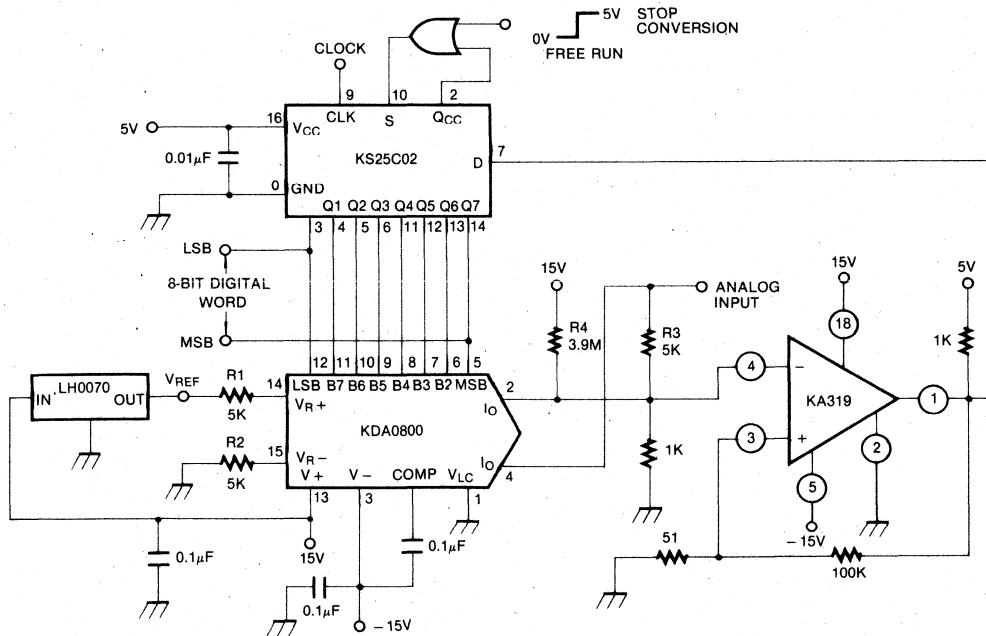 5V STOP
CONVERSION
0V
FREE RUN
CLOCK
9 10 2
CLK S QCC
5V 16 VCC
0.01µF
KS25C02
D 7
0 GND
Q1 Q2 Q3 Q4 Q5 Q6 Q7
3 4 5 6 11 12 13 14
LSB
8-BIT DIGITAL
WORD
MSB
15V
R4
3.9M
ANALOG
INPUT
R3
5K
15V
18
5V
1K
12 11 10 9 8 7 6 5
LSB B7 B6 B5 B4 B3 B2 MSB
LH0070
IN OUT
VREF
R1
5K
14
VR+
2
IO
KDA0800
R2
5K
15
VR−
V+ V− COMP VLC
IO
4
13 3 1
1K
4 −
KA319
3 +
1
2
5
−15V
0.1µF
15V
0.1µF
0.1µF
−15V
51
100K